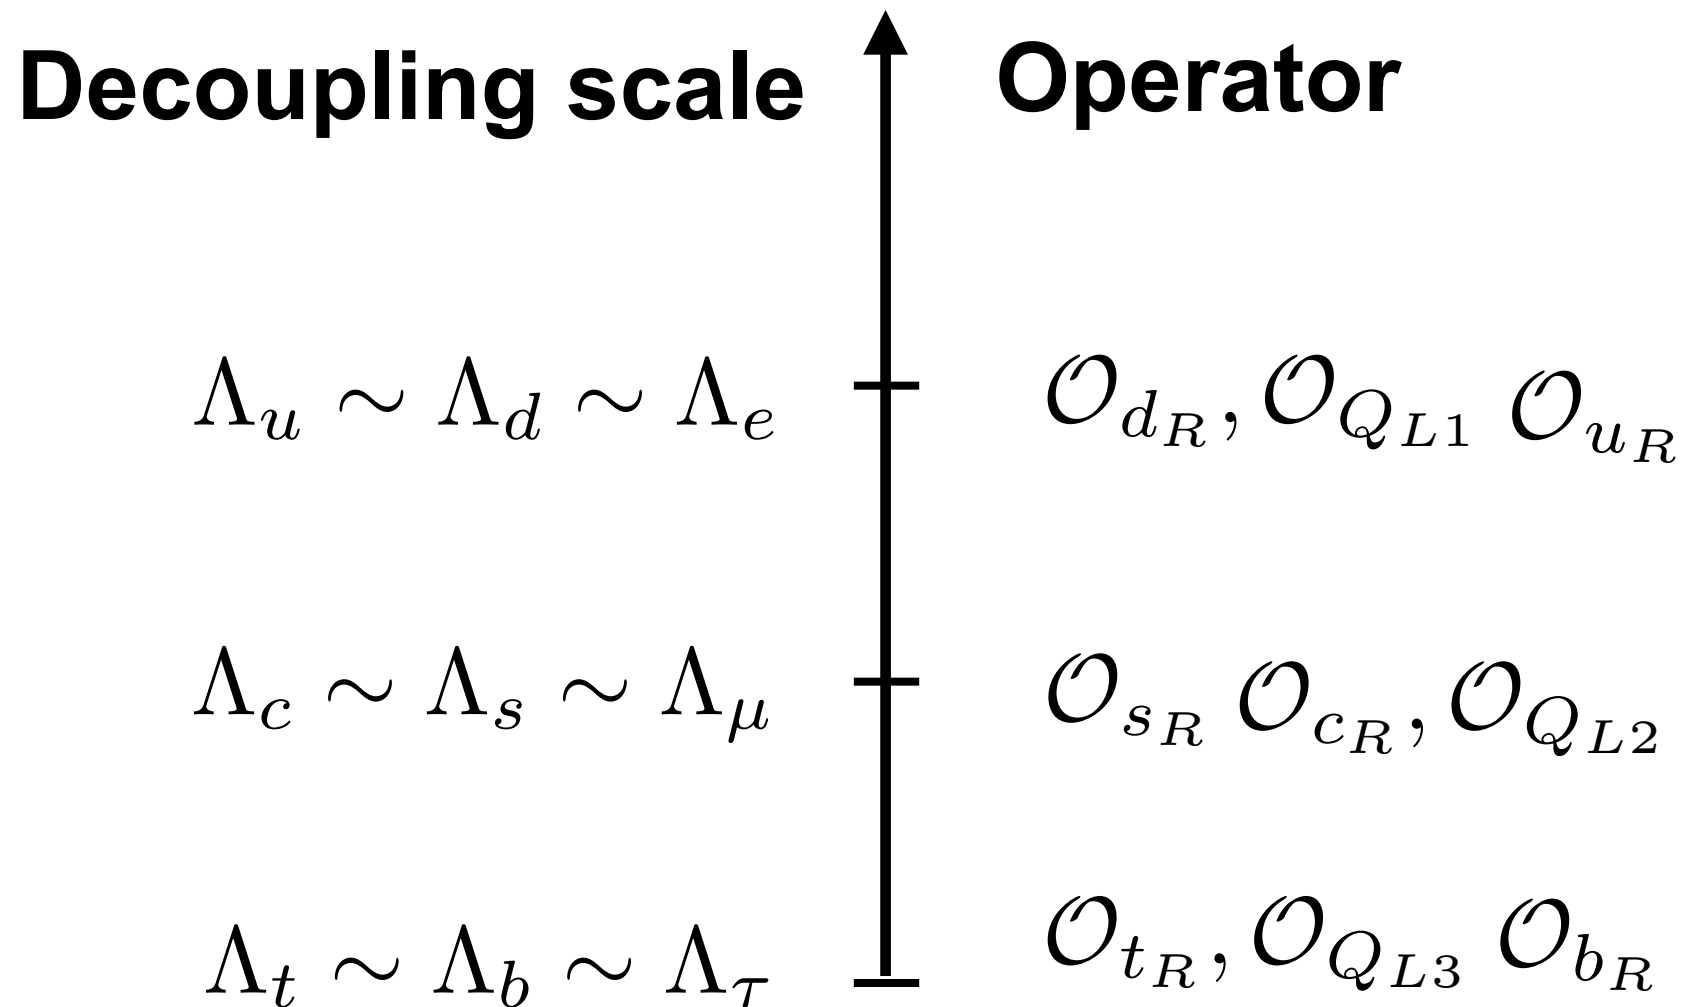 Decoupling scale Operator
Λ_u ∼ Λ_d ∼ Λ_e 𝒪_{d_R}, 𝒪_{Q_{L1}} 𝒪_{u_R}
Λ_c ∼ Λ_s ∼ Λ_μ 𝒪_{s_R} 𝒪_{c_R}, 𝒪_{Q_{L2}}
Λ_t ∼ Λ_b ∼ Λ_τ 𝒪_{t_R}, 𝒪_{Q_{L3}} 𝒪_{b_R}